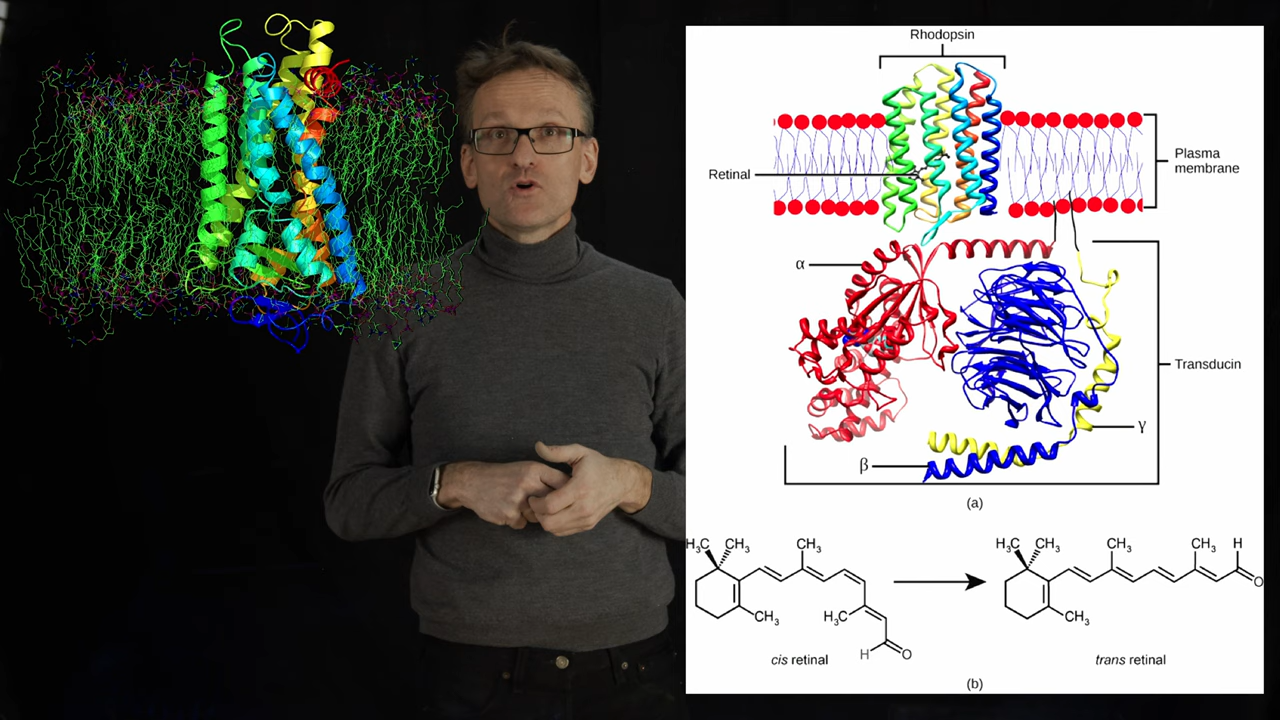 Rhodopsin
Retinal
Plasma
membrane
α
Transducin
γ
β
(a)
H₃C CH₃ CH₃
CH₃
H₃C
H O
H₃C CH₃ CH₃ CH₃ H
O
CH₃
cis retinal
trans retinal
(b)